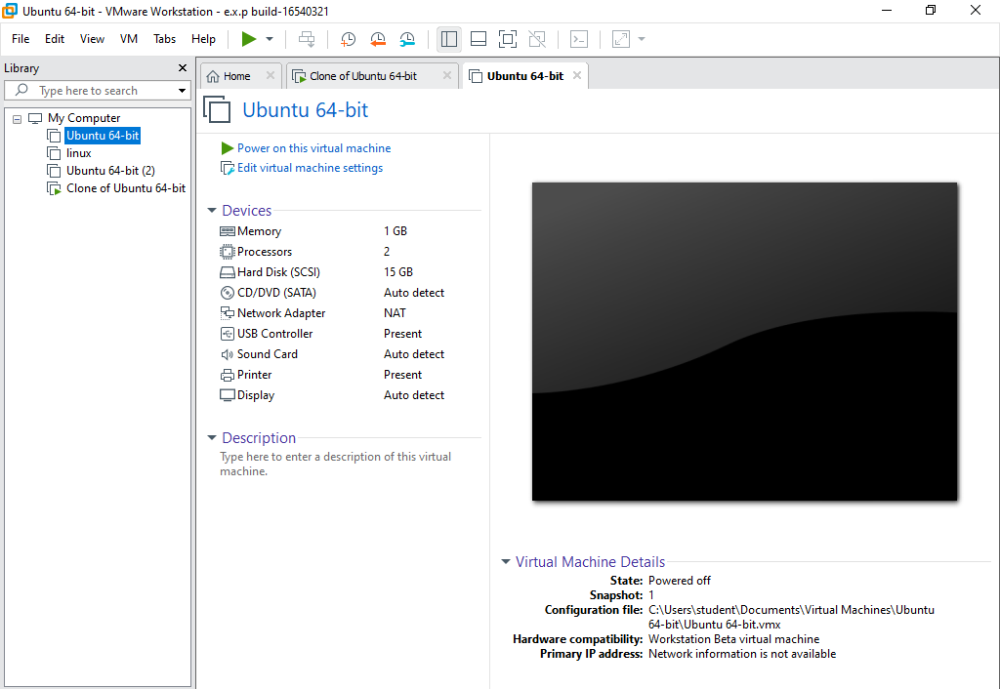 Ubuntu 64-bit - VMware Workstation - e.x.p build-16540321
File Edit View VM Tabs Help
Library
Type here to search
My Computer
Ubuntu 64-bit
linux
Ubuntu 64-bit (2)
Clone of Ubuntu 64-bit
Home Clone of Ubuntu 64-bit Ubuntu 64-bit
Ubuntu 64-bit
Power on this virtual machine
Edit virtual machine settings
Devices
Memory 1 GB
Processors 2
Hard Disk (SCSI) 15 GB
CD/DVD (SATA) Auto detect
Network Adapter NAT
USB Controller Present
Sound Card Auto detect
Printer Present
Display Auto detect
Description
Type here to enter a description of this virtual
machine.
Virtual Machine Details
State: Powered off
Snapshot: 1
Configuration file: C:\Users\student\Documents\Virtual Machines\Ubuntu
64-bit\Ubuntu 64-bit.vmx
Hardware compatibility: Workstation Beta virtual machine
Primary IP address: Network information is not available